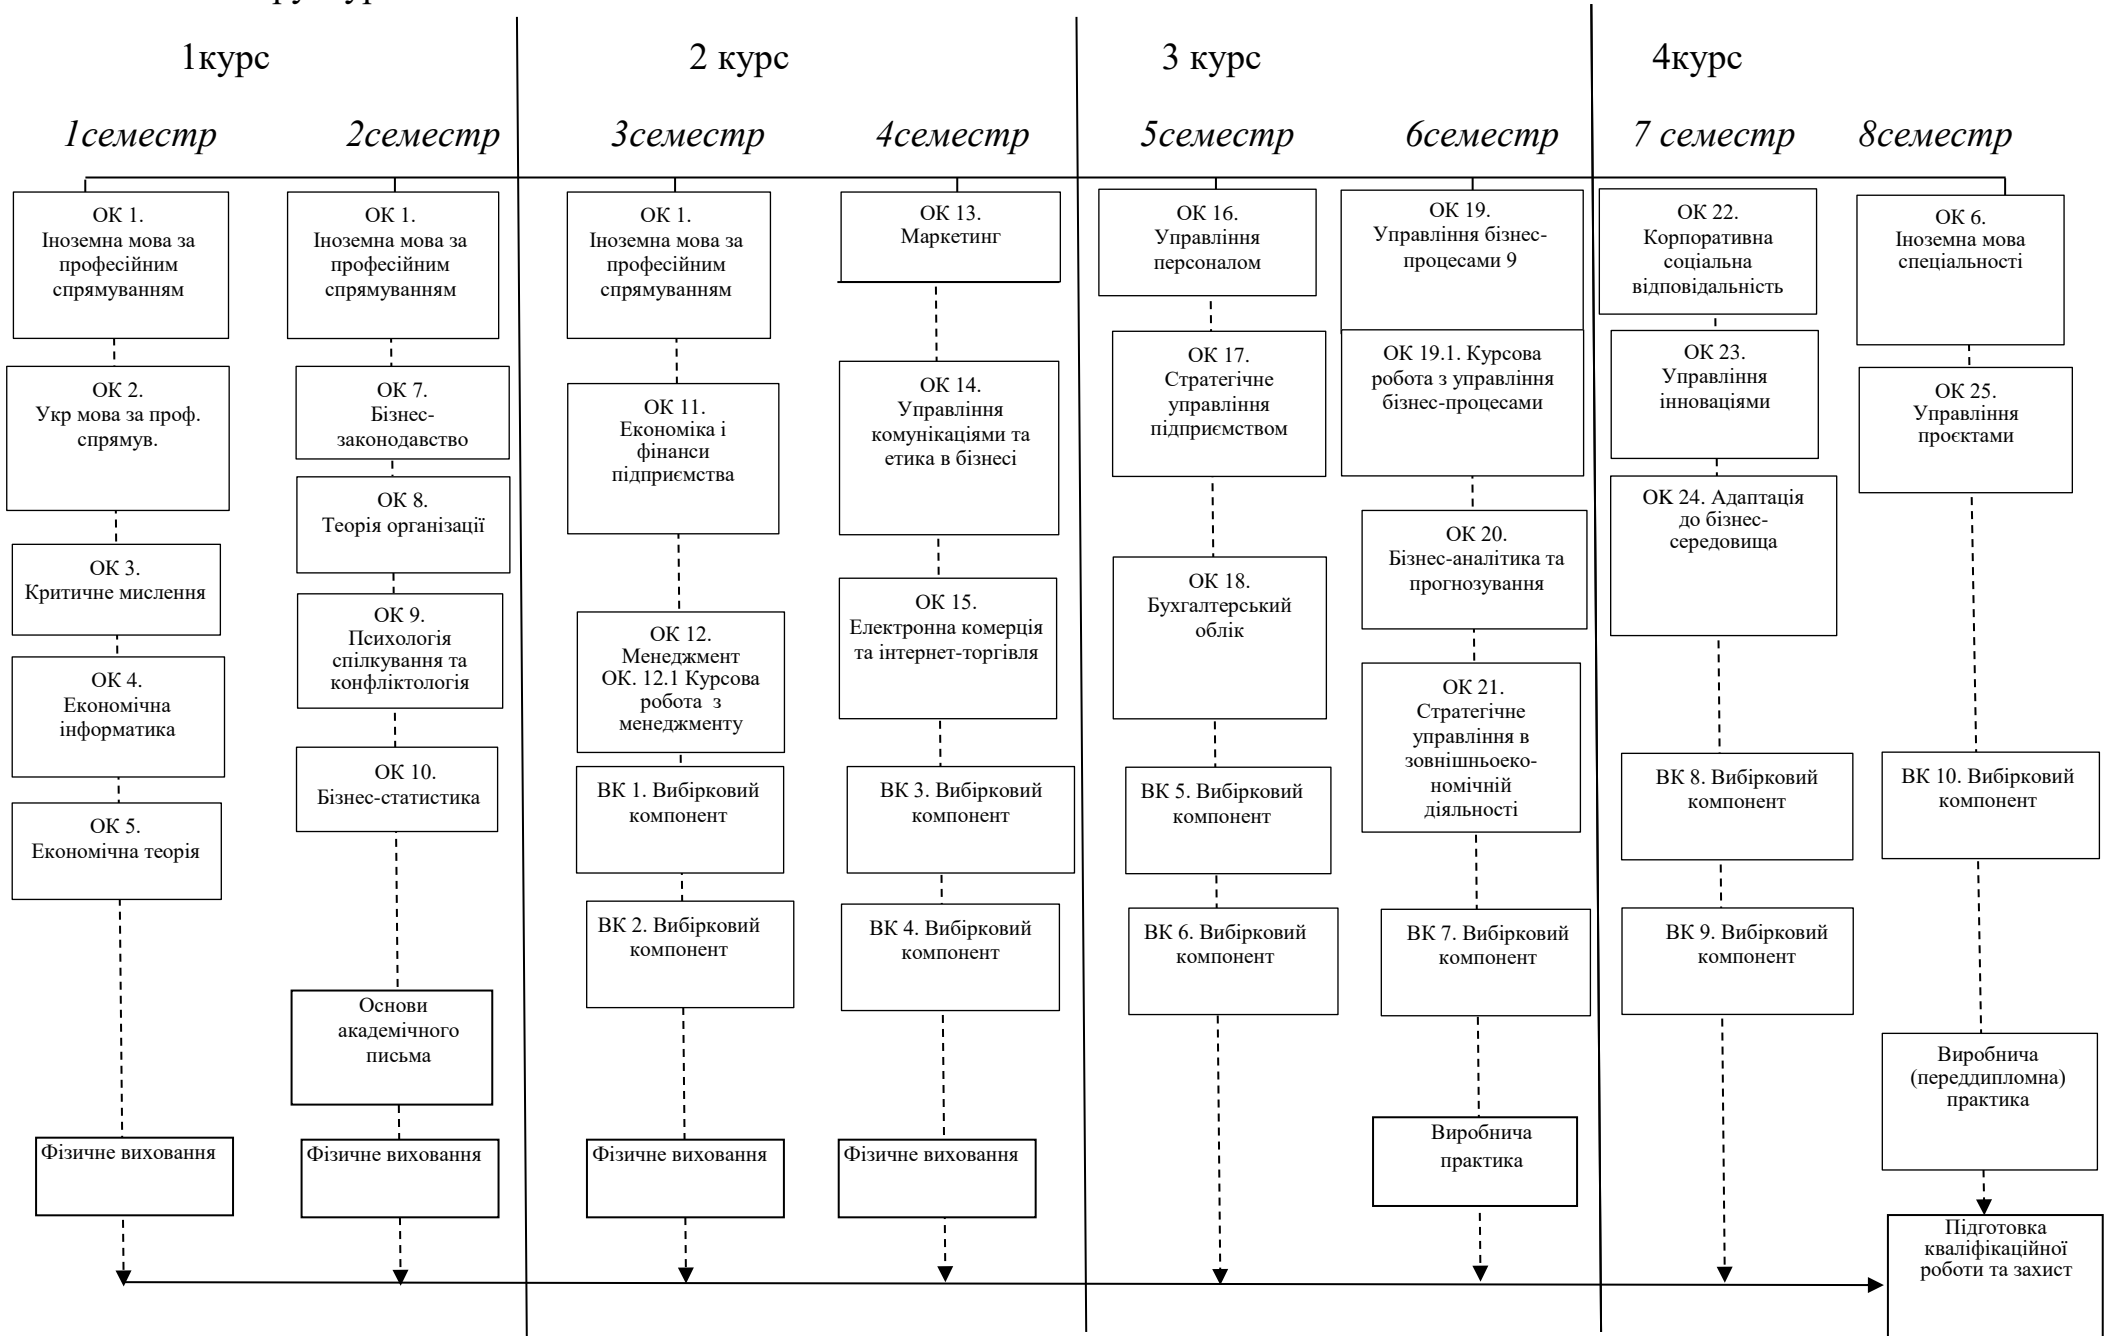 1курс
2 курс
3 курс
4курс
1семестр
2семестр
3семестр
4семестр
5семестр
6семестр
7 семестр
8семестр
ОК 1.
Іноземна мова за
професійним
спрямуванням
ОК 2.
Укр мова за проф.
спрямув.
ОК 3.
Критичне мислення
ОК 4.
Економічна
інформатика
ОК 5.
Економічна теорія
Фізичне виховання
ОК 1.
Іноземна мова за
професійним
спрямуванням
ОК 7.
Бізнес-
законодавство
ОК 8.
Теорія організації
ОК 9.
Психологія
спілкування та
конфліктологія
ОК 10.
Бізнес-статистика
Основи
академічного
письма
Фізичне виховання
ОК 1.
Іноземна мова за
професійним
спрямуванням
ОК 11.
Економіка і
фінанси
підприємства
ОК 12.
Менеджмент
ОК. 12.1 Курсова
робота з
менеджменту
ВК 1. Вибірковий
компонент
ВК 2. Вибірковий
компонент
Фізичне виховання
ОК 13.
Маркетинг
ОК 14.
Управління
комунікаціями та
етика в бізнесі
ОК 15.
Електронна комерція
та інтернет-торгівля
ВК 3. Вибірковий
компонент
ВК 4. Вибірковий
компонент
Фізичне виховання
ОК 16.
Управління
персоналом
ОК 17.
Стратегічне
управління
підприємством
ОК 18.
Бухгалтерський
облік
ВК 5. Вибірковий
компонент
ВК 6. Вибірковий
компонент
ОК 19.
Управління бізнес-
процесами 9
ОК 19.1. Курсова
робота з управління
бізнес-процесами
ОК 20.
Бізнес-аналітика та
прогнозування
ОК 21.
Стратегічне
управління в
зовнішньоеко-
номічній
діяльності
ВК 7. Вибірковий
компонент
Виробнича
практика
ОК 22.
Корпоративна
соціальна
відповідальність
ОК 23.
Управління
інноваціями
ОК 24. Адаптація
до бізнес-
середовища
ВК 8. Вибірковий
компонент
ВК 9. Вибірковий
компонент
ОК 6.
Іноземна мова
спеціальності
ОК 25.
Управління
проєктами
ВК 10. Вибірковий
компонент
Виробнича
(переддипломна)
практика
Підготовка
кваліфікаційної
роботи та захист